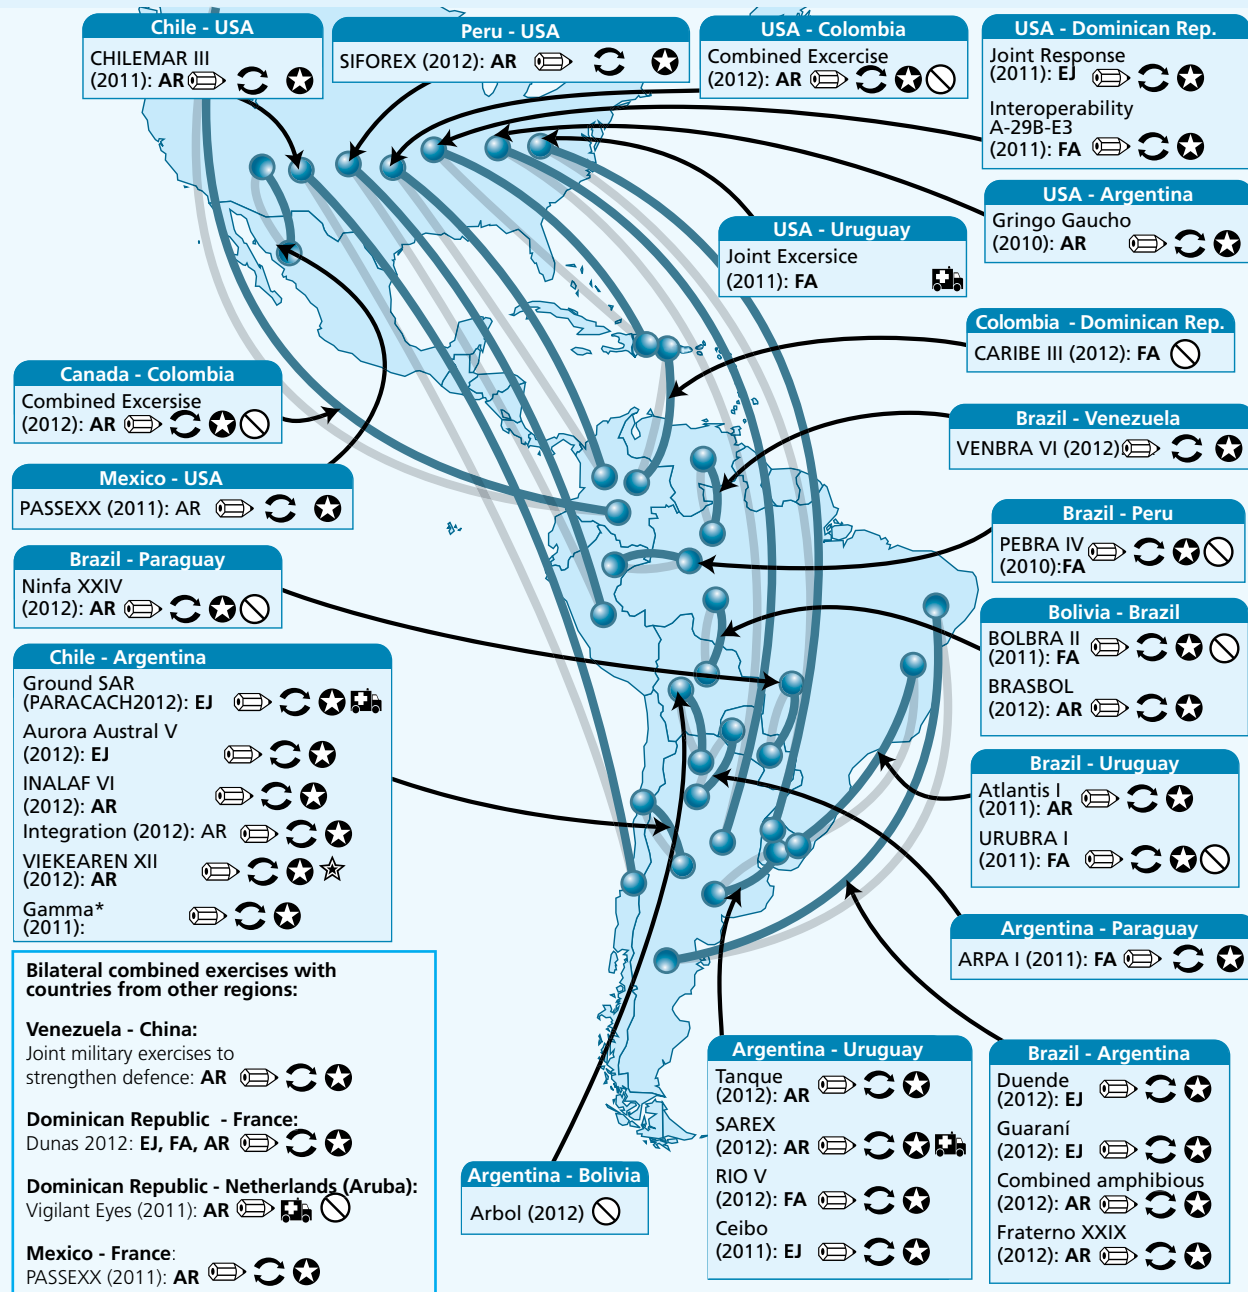 Chile - USA
CHILEMAR III
(2011): AR
Peru - USA
SIFOREX (2012): AR
USA - Colombia
Combined Excercise
(2012): AR
USA - Dominican Rep.
Joint Response
(2011): EJ
Interoperability
A-29B-E3
(2011): FA
USA - Argentina
Gringo Gaucho
(2010): AR
USA - Uruguay
Joint Excersice
(2011): FA
Colombia - Dominican Rep.
CARIBE III (2012): FA
Canada - Colombia
Combined Excersise
(2012): AR
Brazil - Venezuela
VENBRA VI (2012)
Mexico - USA
PASSEXX (2011): AR
Brazil - Peru
PEBRA IV
(2010):FA
Brazil - Paraguay
Ninfa XXIV
(2012): AR
Bolivia - Brazil
BOLBRA II
(2011): FA
BRASBOL
(2012): AR
Chile - Argentina
Ground SAR
(PARACACH2012): EJ
Aurora Austral V
(2012): EJ
INALAF VI
(2012): AR
Integration (2012): AR
VIEKAREN XII
(2012): AR
Gamma*
(2011):
Brazil - Uruguay
Atlantis I
(2011): AR
URUBRA I
(2011): FA
Argentina - Paraguay
ARPA I (2011): FA
Bilateral combined exercises with
countries from other regions:
Venezuela - China:
Joint military exercises to
strengthen defence: AR
Dominican Republic - France:
Dunas 2012: EJ, FA, AR
Dominican Republic - Netherlands (Aruba):
Vigilant Eyes (2011): AR
Mexico - France:
PASSEXX (2011): AR
Argentina - Bolivia
Arbol (2012)
Argentina - Uruguay
Tanque
(2012): AR
SAREX
(2012): AR
RIO V
(2012): FA
Ceibo
(2011): EJ
Brazil - Argentina
Duende
(2012): EJ
Guaraní
(2012): EJ
Combined amphibious
(2012): AR
Fraterno XXIX
(2012): AR